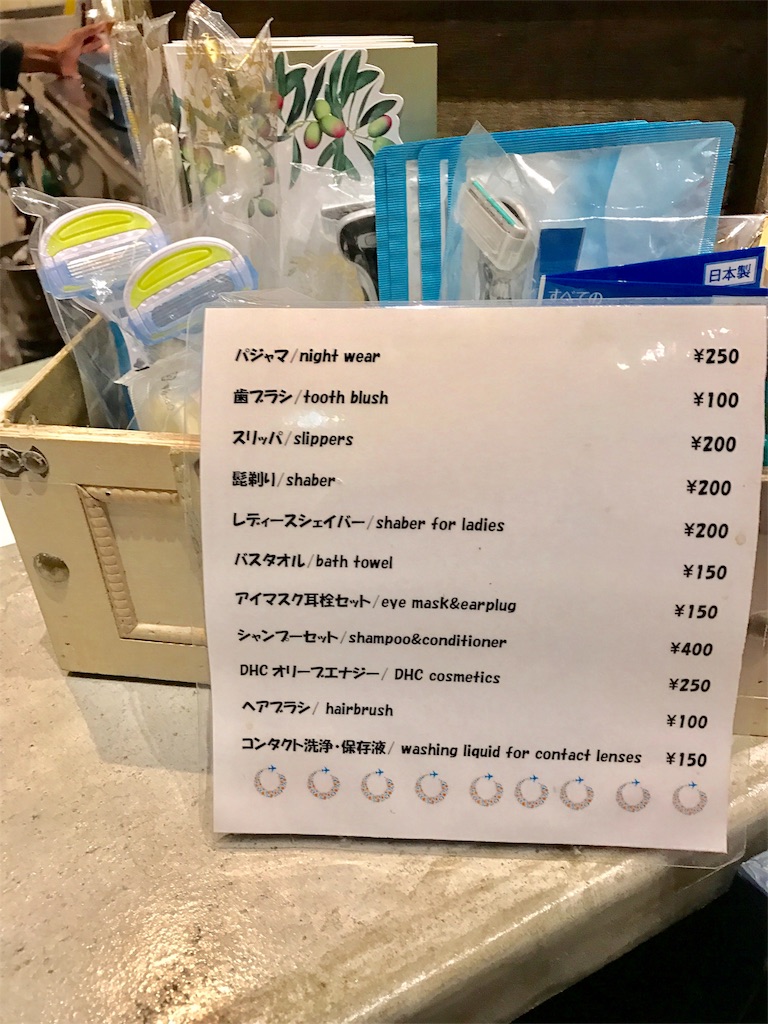 日本製
すべての
パジャマ/night wear ¥250
歯ブラシ/tooth blush ¥100
スリッパ/slippers ¥200
髭剃り/shaber ¥200
レディースシェイバー/shaber for ladies ¥200
バスタオル/bath towel ¥150
アイマスク耳栓セット/eye mask&earplug ¥150
シャンプーセット/shampoo&conditioner ¥400
DHC オリーブエナジー/ DHC cosmetics ¥250
ヘアブラシ/ hairbrush ¥100
コンタクト洗浄・保存液/ washing liquid for contact lenses ¥150